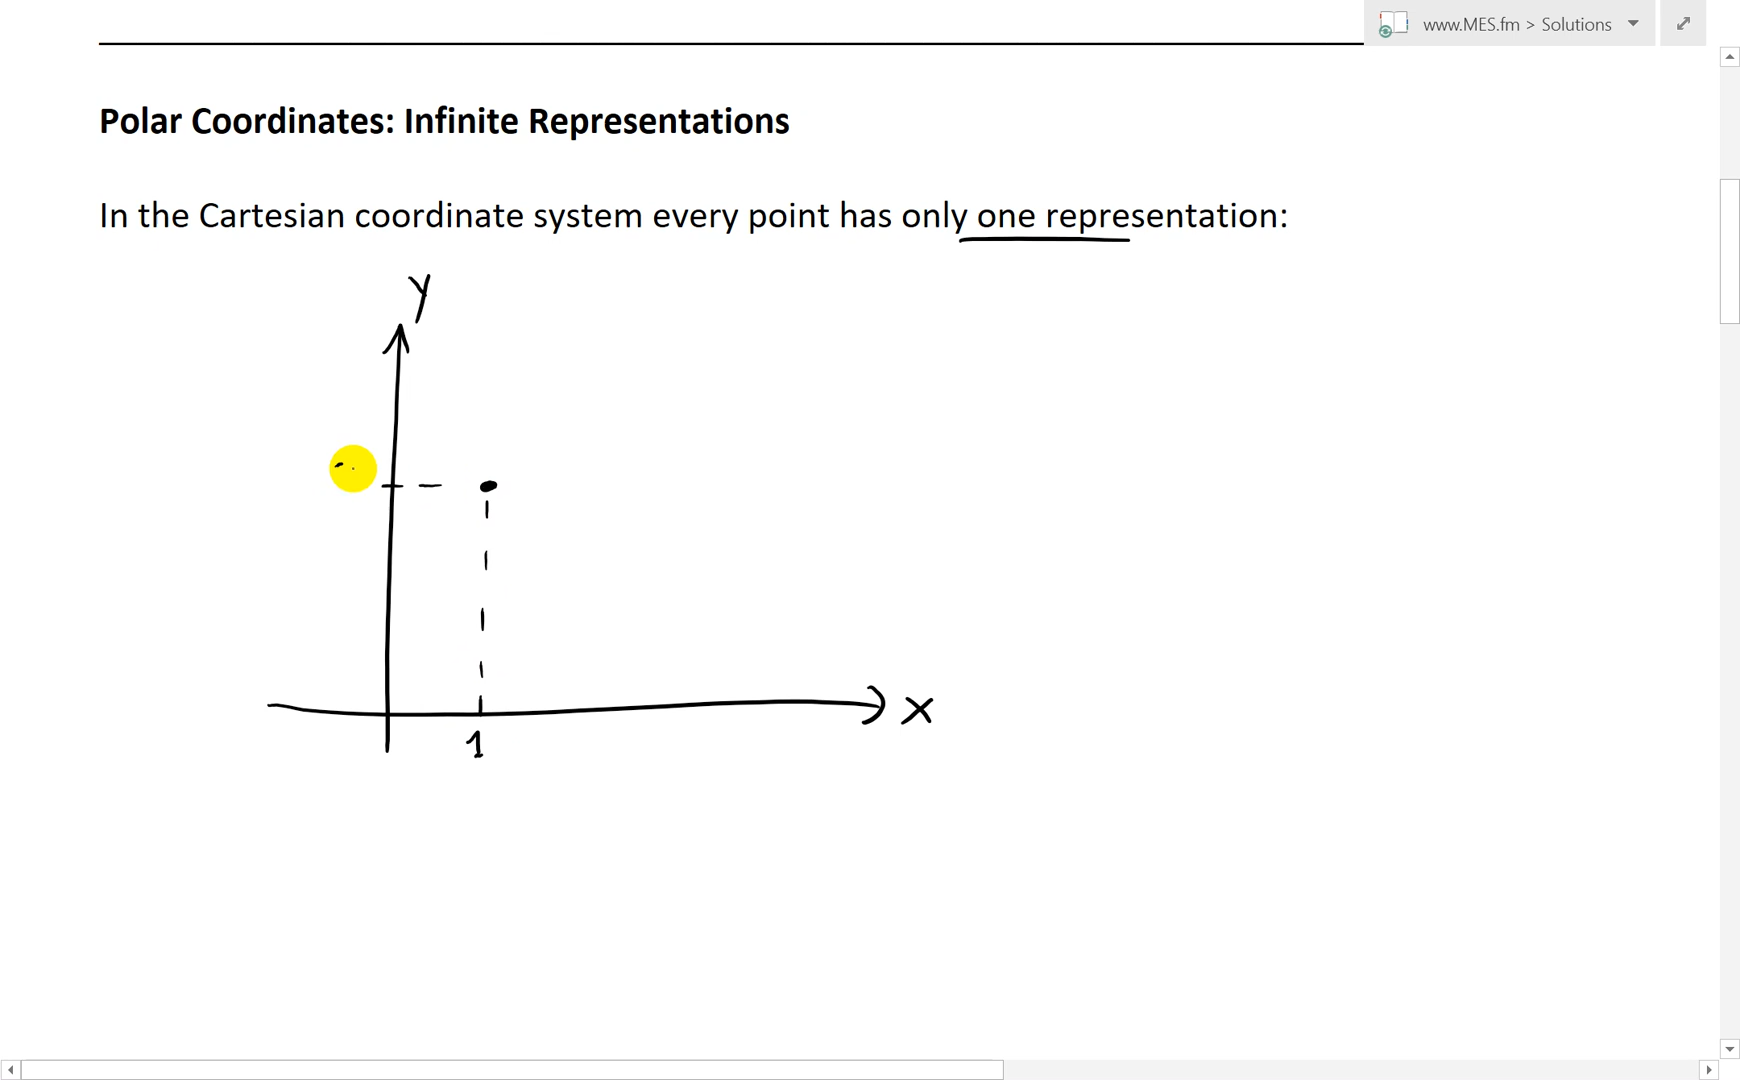 www.MES.fm > Solutions
Polar Coordinates: Infinite Representations
In the Cartesian coordinate system every point has only one representation:
y
x
1